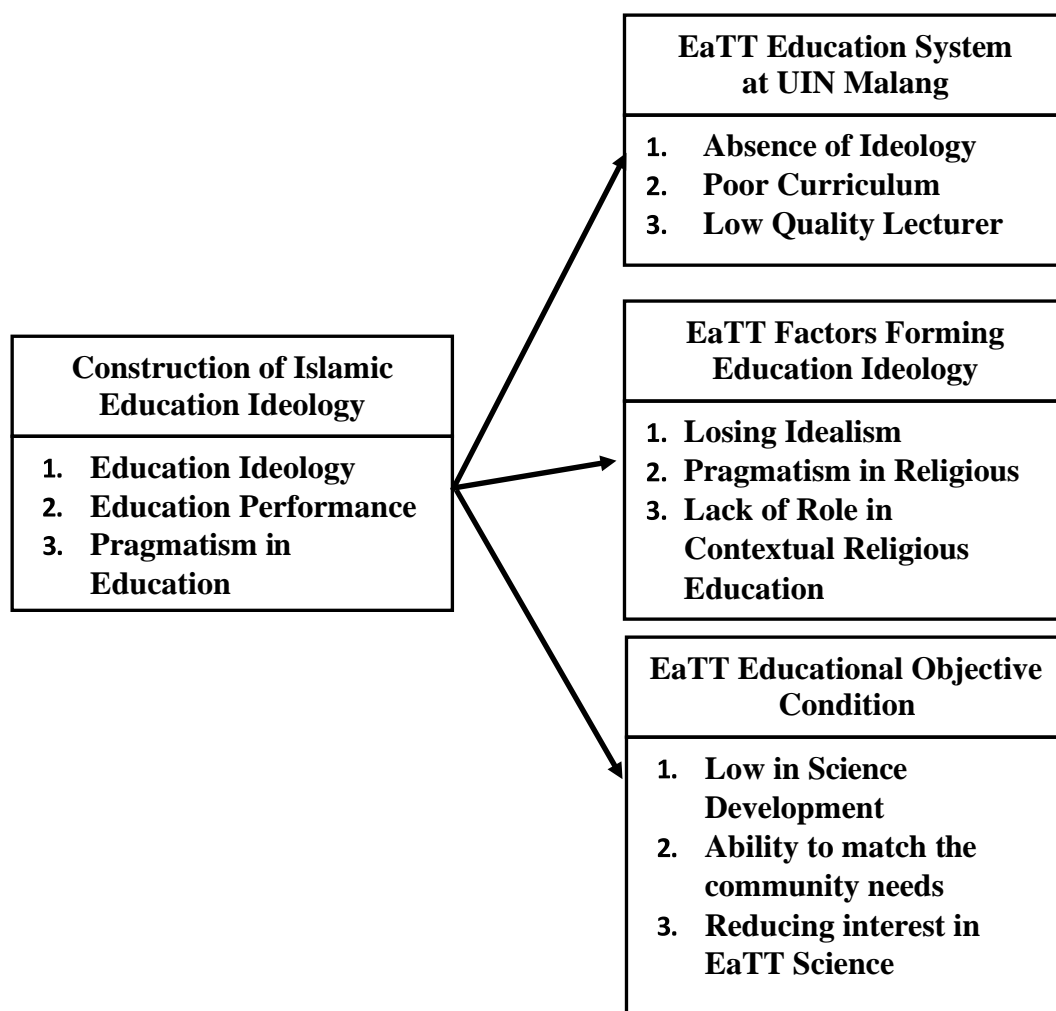 Construction of Islamic
Education Ideology
1. Education Ideology
2. Education Performance
3. Pragmatism in
Education
EaTT Education System
at UIN Malang
1. Absence of Ideology
2. Poor Curriculum
3. Low Quality Lecturer
EaTT Factors Forming
Education Ideology
1. Losing Idealism
2. Pragmatism in Religious
3. Lack of Role in
Contextual Religious
Education
EaTT Educational Objective
Condition
1. Low in Science
Development
2. Ability to match the
community needs
3. Reducing interest in
EaTT Science